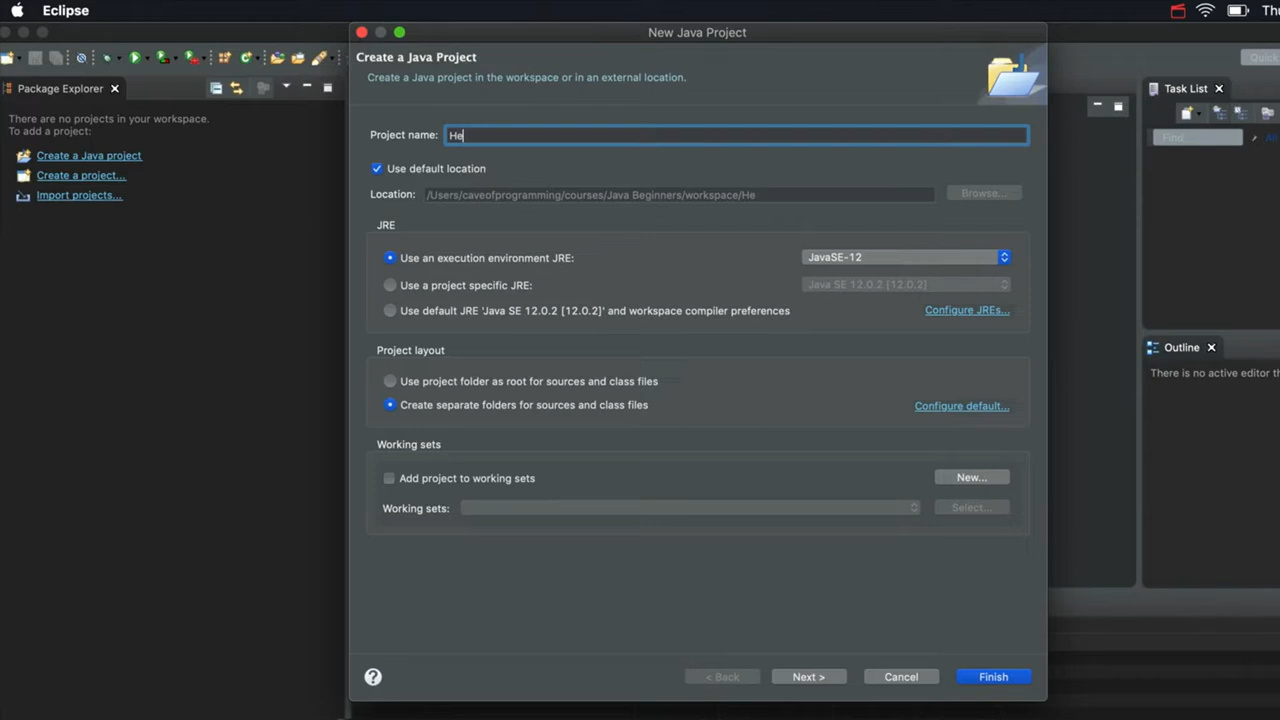 Eclipse
Thu
New Java Project
Create a Java Project
Create a Java project in the workspace or in an external location.
Quick
Package Explorer
Task List
There are no projects in your workspace.
To add a project:
Find
Create a Java project
Create a project...
Import projects...
Project name: He
Use default location
Location: /Users/caveofprogramming/courses/Java Beginners/workspace/He
Browse...
JRE
Use an execution environment JRE: JavaSE-12
Use a project specific JRE: Java SE 12.0.2 [12.0.2]
Use default JRE 'Java SE 12.0.2 [12.0.2]' and workspace compiler preferences
Configure JREs...
Outline
There is no active editor th
Project layout
Use project folder as root for sources and class files
Create separate folders for sources and class files
Configure default...
Working sets
Add project to working sets
New...
Working sets:
Select...
?
< Back
Next >
Cancel
Finish